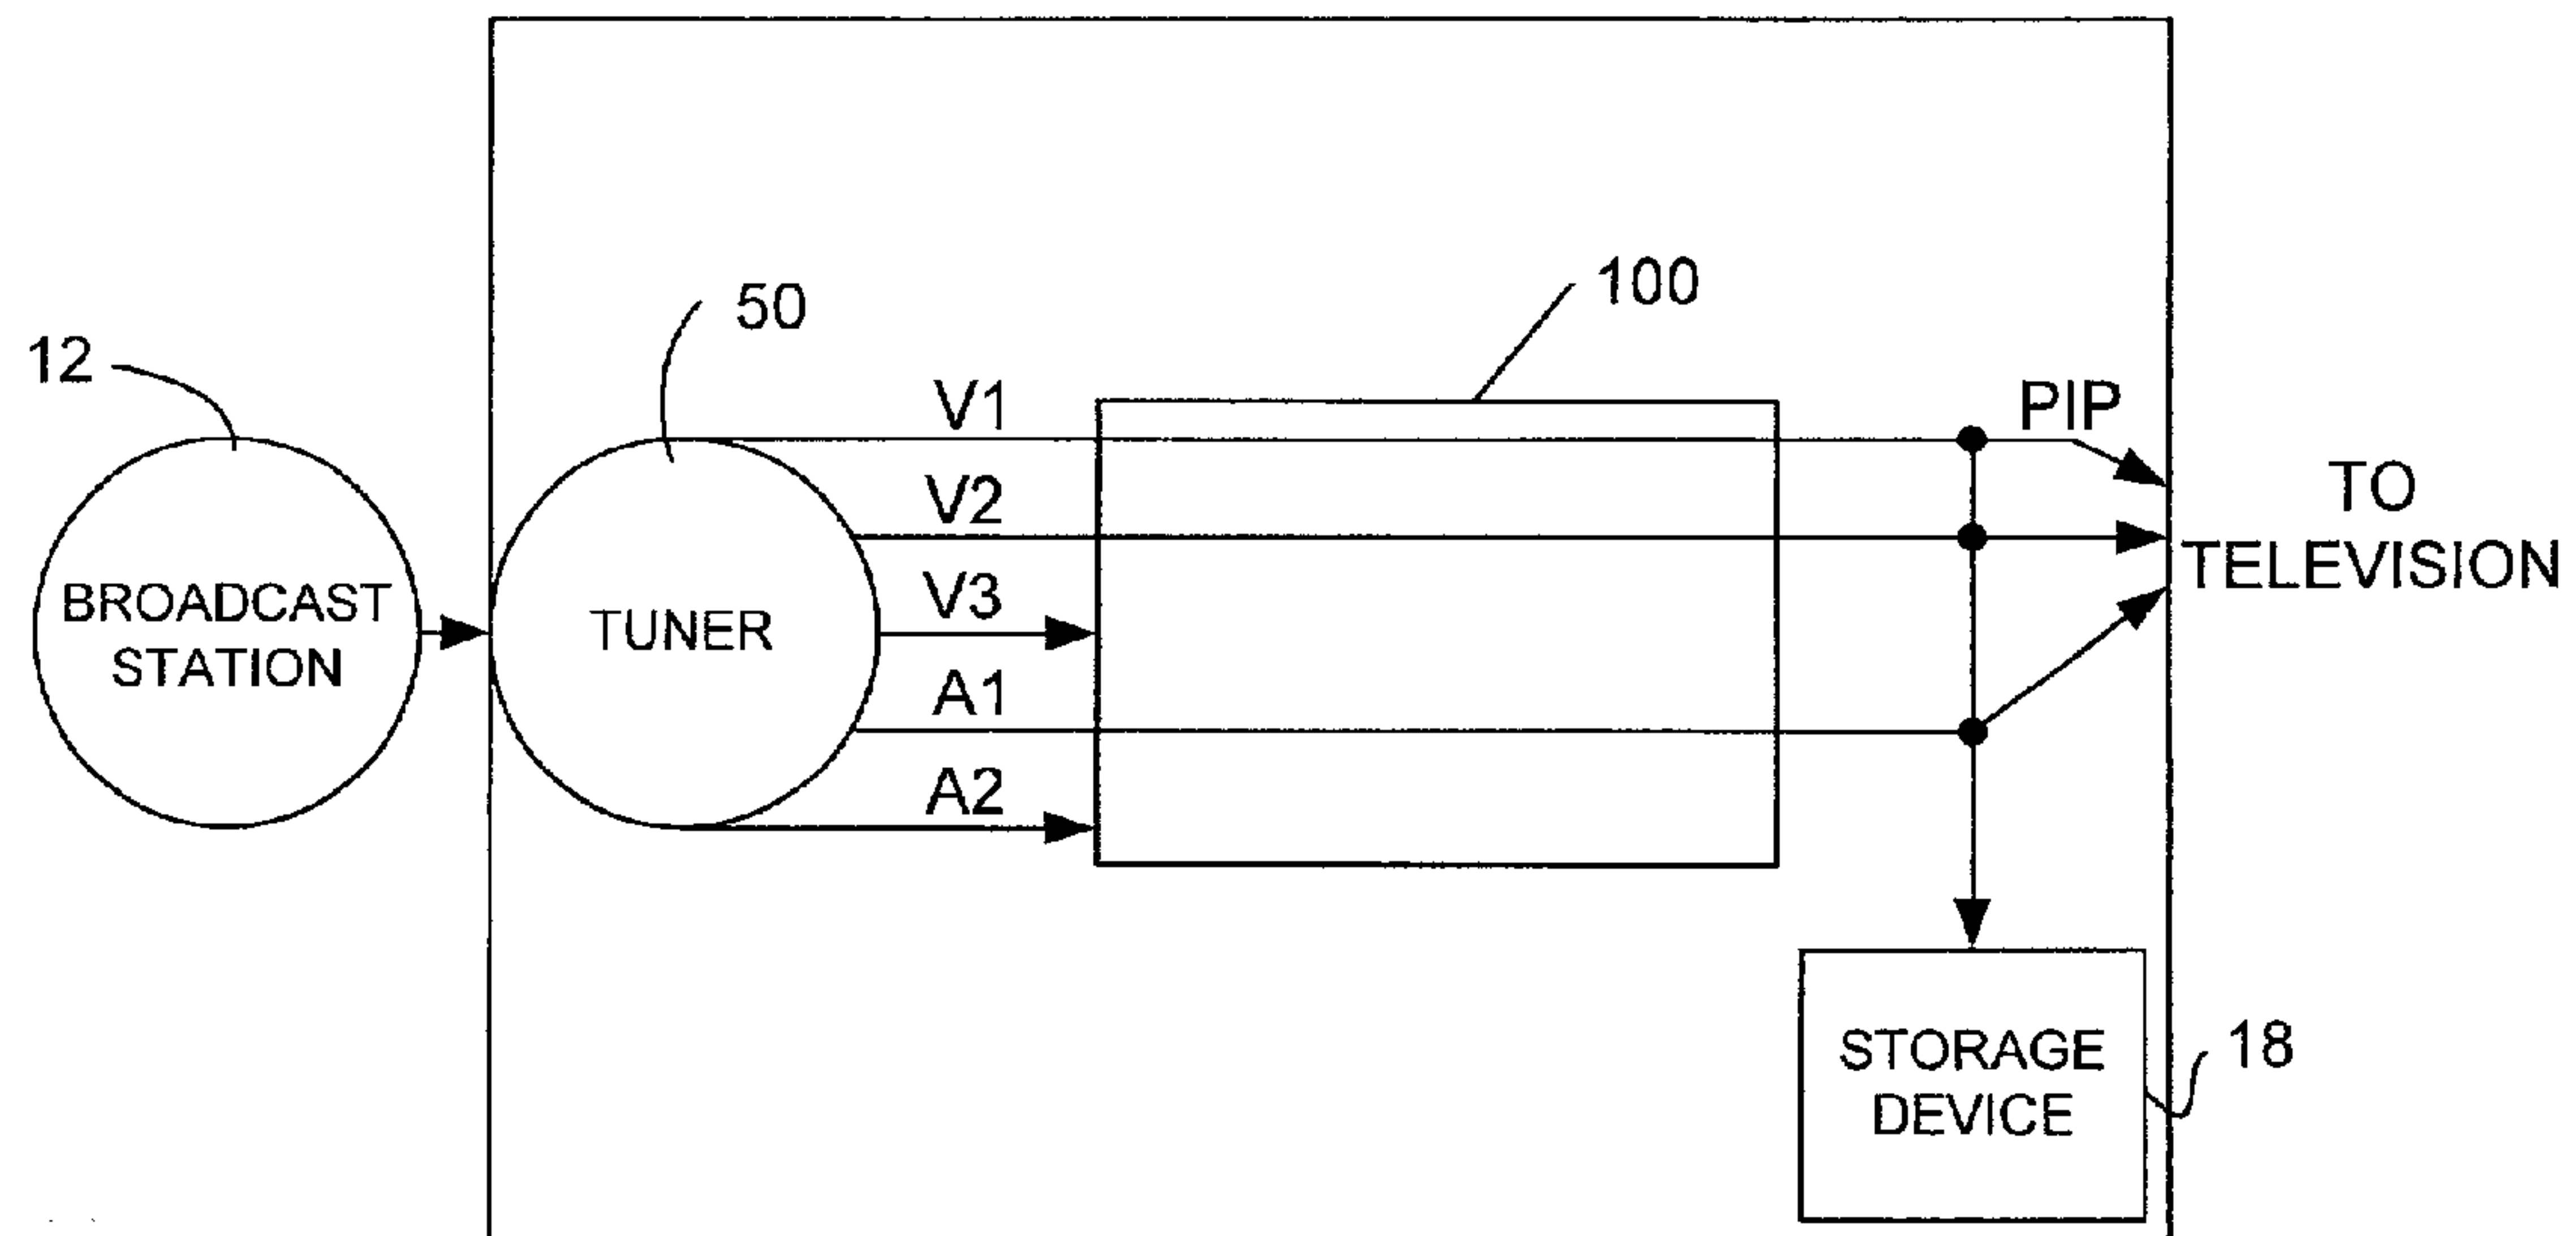 100
50
12
V1
PIP
V2
TO
TELEVISION
V3
BROADCAST
STATION
TUNER
A1
A2
STORAGE
DEVICE
18